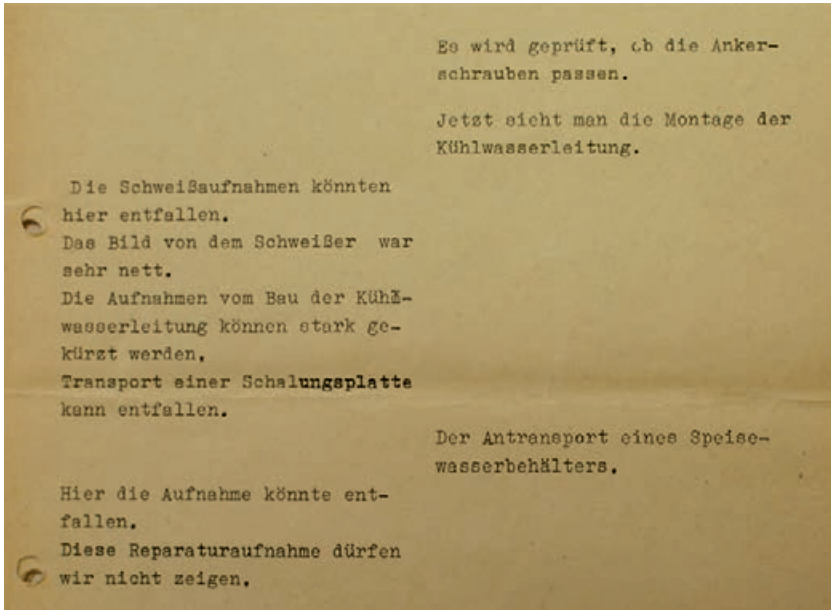 Es wird geprüft, ob die Anker-
schrauben passen.
Jetzt sieht man die Montage der
Kühlwasserleitung.
Die Schweißaufnahmen könnten
hier entfallen.
Das Bild von dem Schweißer war
sehr nett.
Die Aufnahmen vom Bau der Kühl-
wasserleitung können stark ge-
kürzt werden.
Transport einer Schalungsplatte
kann entfallen.
Der Antransport eines Speise-
wasserbehälters.
Hier die Aufnahme könnte ent-
fallen.
Diese Reparaturaufnahme dürfen
wir nicht zeigen.